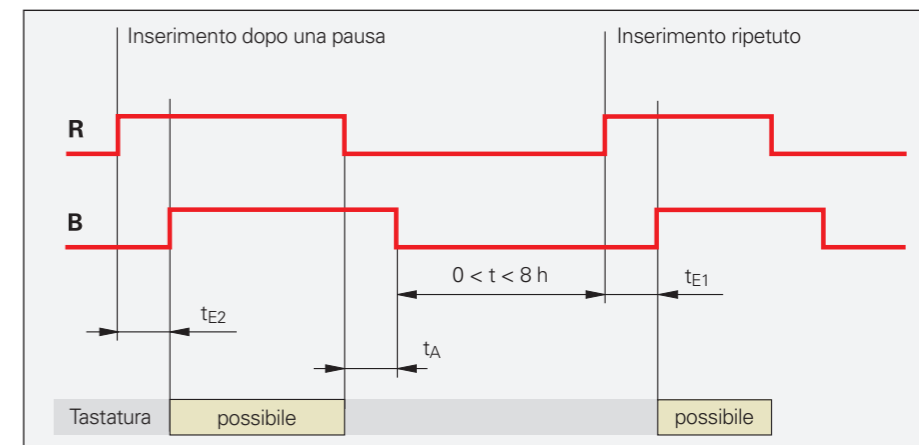 Inserimento dopo una pausa
Inserimento ripetuto
R
B
0 < t < 8 h
tE1
tE2
tA
Tastatura
possibile
possibile